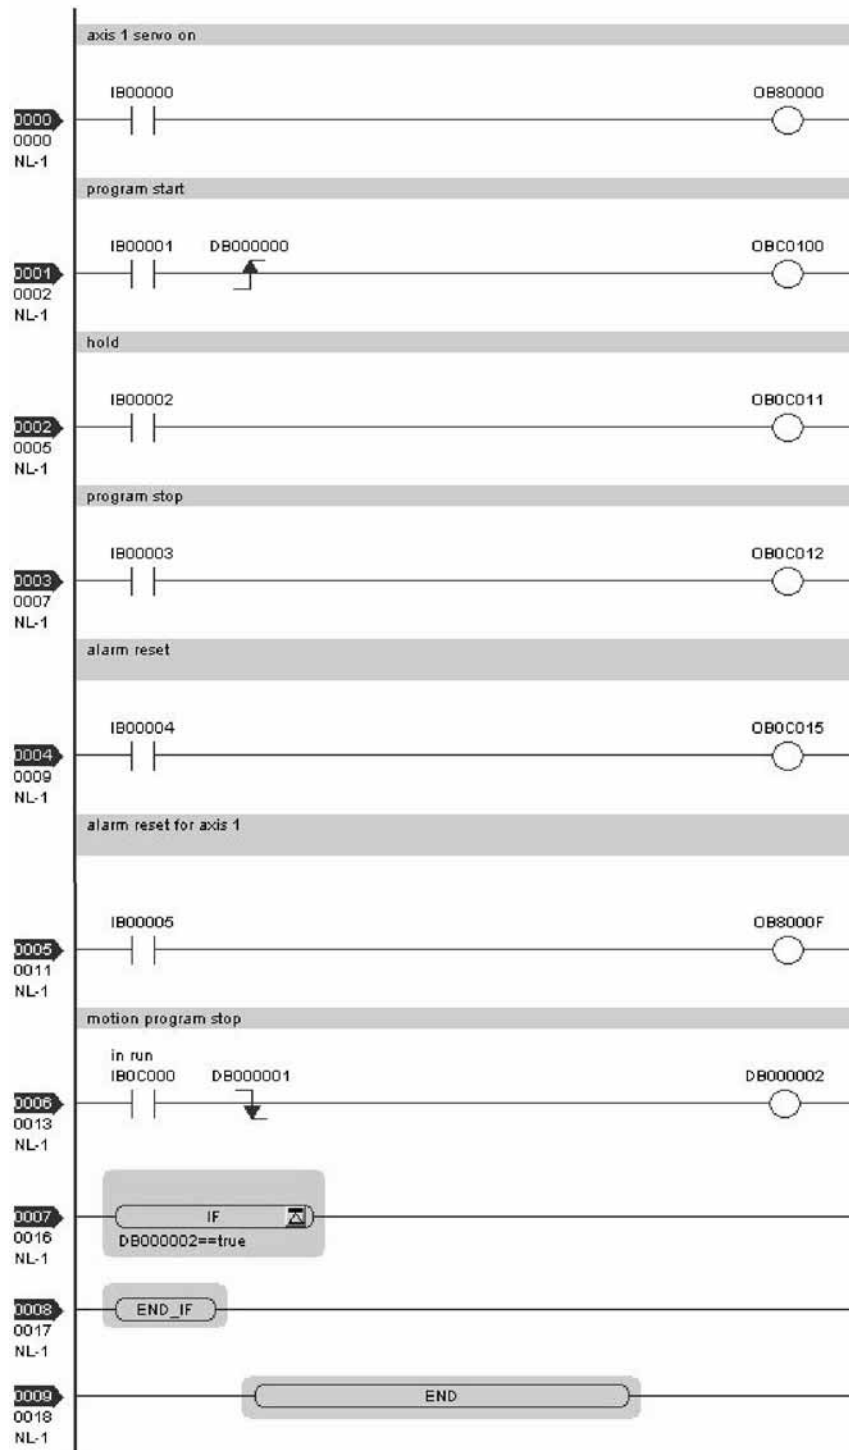 axis 1 servo on
IB00000 OB80000
0000
0000
NL-1
program start
IB00001 DB000000 OBC0100
0001
0002
NL-1
hold
IB00002 OB0C011
0002
0005
NL-1
program stop
IB00003 OB0C012
0003
0007
NL-1
alarm reset
IB00004 OB0C015
0004
0009
NL-1
alarm reset for axis 1
IB00005 OB8000F
0005
0011
NL-1
motion program stop
in run
IB0C000 DB000001 DB000002
0006
0013
NL-1
0007 IF
0016 DB000002==true
NL-1
0008 END_IF
0017
NL-1
0009 END
0018
NL-1